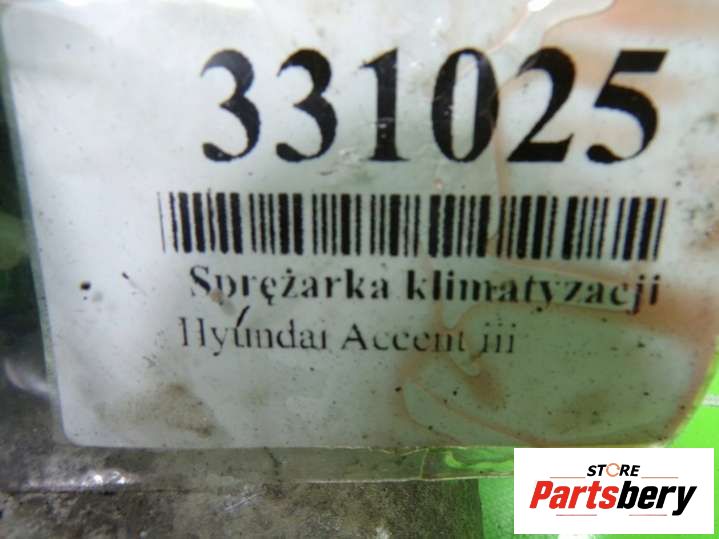 331025
Sprężarka klimatyzacji
Hyundai Accent iii
STORE
Partsbery